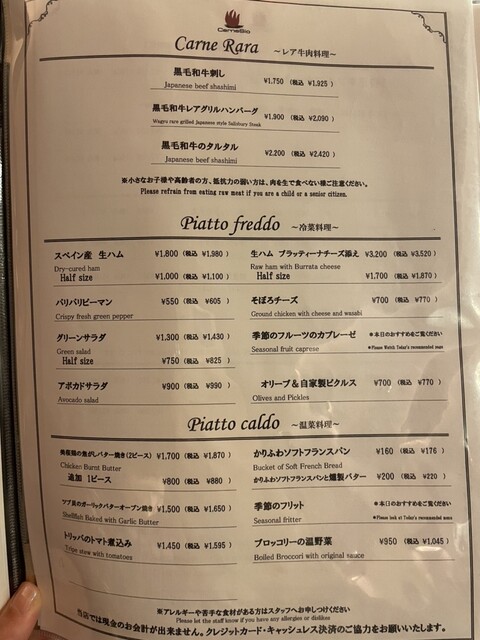 CarneBio
Carne Rara ～レア牛肉料理～
黒毛和牛刺し ¥1,750 (税込 ¥1,925 )
Japanese beef shashimi
黒毛和牛レアグリルハンバーグ ¥1,900 (税込 ¥2,090 )
Wagyu rare grilled Japanese style Salisbury Steak
黒毛和牛のタルタル ¥2,200 (税込 ¥2,420 )
Japanese beef shashimi
※小さなお子様や高齢者の方、抵抗力の弱い方は、肉を生で食べない様ご注意ください。
Please refrain from eating raw meat if you are a child or a senior citizen.
Piatto freddo ～冷菜料理～
スペイン産 生ハム ¥1,800 (税込 ¥1,980 )
Dry-cured ham
Half size ¥1,000 (税込 ¥1,100 )
パリパリピーマン ¥550 (税込 ¥605 )
Crispy fresh green pepper
グリーンサラダ ¥1,300 (税込 ¥1,430 )
Green salad
Half size ¥750 (税込 ¥825 )
アボカドサラダ ¥900 (税込 ¥990 )
Avocado salad
生ハム ブラッティーナチーズ添え ¥3,200 (税込 ¥3,520 )
Raw ham with Burrata cheese
Half size ¥1,700 (税込 ¥1,870 )
そぼろチーズ ¥700 (税込 ¥770 )
Ground chicken with cheese and wasabi
季節のフルーツのカプレーゼ ※本日のおすすめをご覧ください
Seasonal fruit caprese ※Please Watch Today's recommended page
オリーブ＆自家製ピクルス ¥700 (税込 ¥770 )
Olives and Pickles
Piatto caldo ～温菜料理～
美桜鶏の焦がしバター焼き(2ピース) ¥1,700 (税込 ¥1,870 )
Chicken Burnt Butter
追加 1ピース ¥800 (税込 ¥880 )
ツブ貝のガーリックバターオーブン焼き ¥1,500 (税込 ¥1,650 )
Shellfish Baked with Garlic Butter
トリッパのトマト煮込み ¥1,450 (税込 ¥1,595 )
Tripe stew with tomatoes
かりふわソフトフランスパン ¥160 (税込 ¥176 )
Bucket of Soft French Bread
かりふわソフトフランスパンと燻製バター ¥200 (税込 ¥220 )
季節のフリット ※本日のおすすめをご覧ください
Seasonal fritter ※Please look at Today's recommended menu
ブロッコリーの温野菜 ¥950 (税込 ¥1,045 )
Boiled Broccori with original sauce
※アレルギーや苦手な食材がある方はスタッフへお申しつけください
Please let the staff know if you have any allergies or dishlkes
当店では現金のお会計が出来ません。クレジットカード・キャッシュレス決済のご協力をお願いいたします。